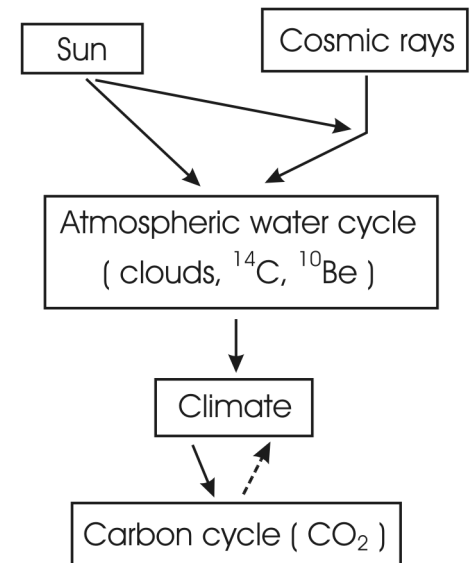 Sun
Cosmic rays
Atmospheric water cycle
( clouds, ¹⁴C, ¹⁰Be )
Climate
Carbon cycle ( CO₂ )